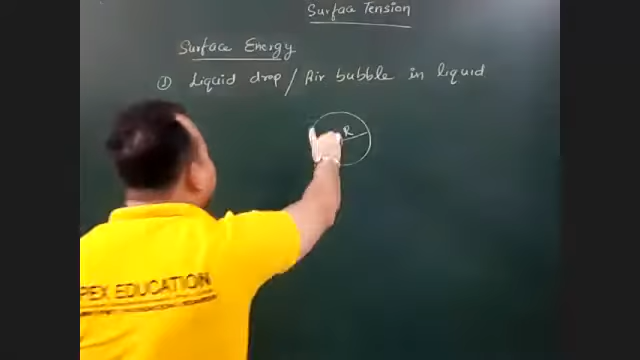 Surface Tension
Surface Energy
① Liquid drop / Air bubble in liquid
R
PEX EDUCATION